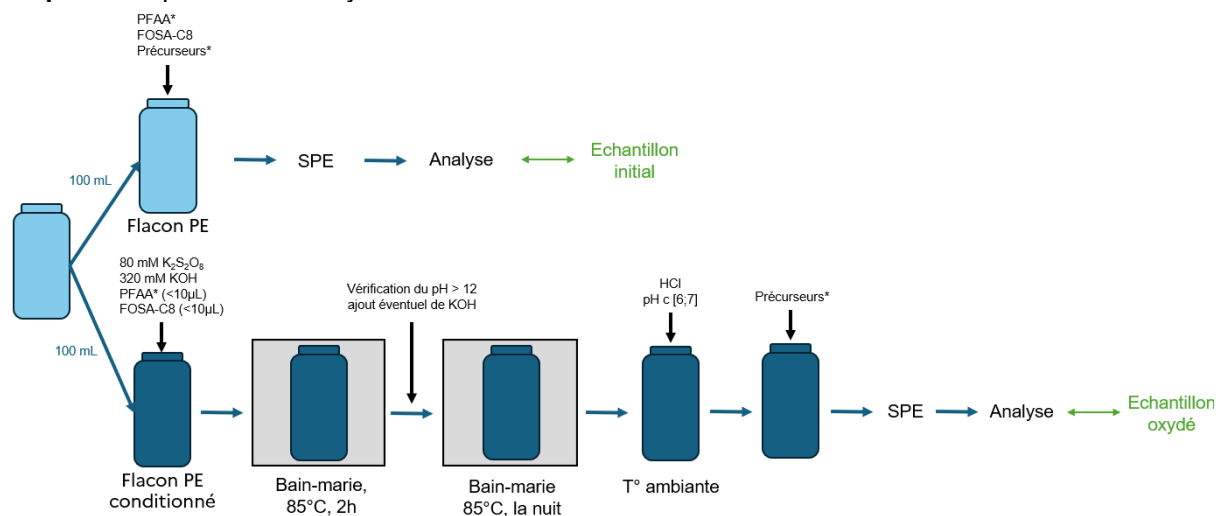 PFAA*
FOSA-C8
Précurseurs*
100 mL
Flacon PE
SPE
Analyse
Echantillon
initial
80 mM K₂S₂O₈
320 mM KOH
PFAA* (<10µL)
FOSA-C8 (<10µL)
100 mL
Flacon PE
conditionné
Bain-marie,
85°C, 2h
Vérification du pH > 12
ajout éventuel de KOH
Bain-marie
85°C, la nuit
HCl
pH c [6;7]
T° ambiante
Précurseurs*
SPE
Analyse
Echantillon
oxydé